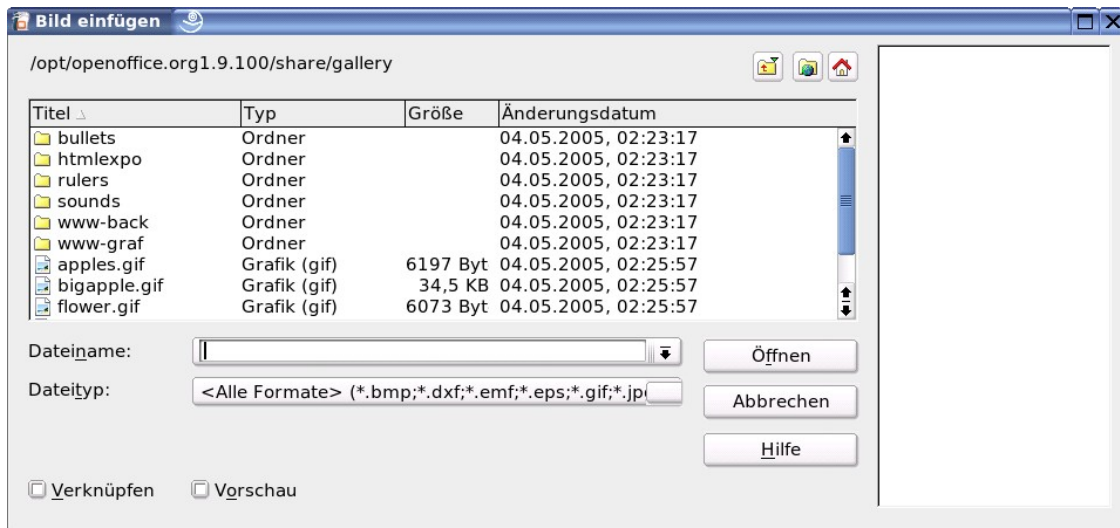 Bild einfügen
/opt/openoffice.org1.9.100/share/gallery
Titel Typ Größe Änderungsdatum
bullets Ordner 04.05.2005, 02:23:17
htmlexpo Ordner 04.05.2005, 02:23:17
rulers Ordner 04.05.2005, 02:23:17
sounds Ordner 04.05.2005, 02:23:17
www-back Ordner 04.05.2005, 02:23:17
www-graf Ordner 04.05.2005, 02:23:17
apples.gif Grafik (gif) 6197 Byt 04.05.2005, 02:25:57
bigapple.gif Grafik (gif) 34,5 KB 04.05.2005, 02:25:57
flower.gif Grafik (gif) 6073 Byt 04.05.2005, 02:25:57
Dateiname: Öffnen
Dateityp: <Alle Formate> (*.bmp;*.dxf;*.emf;*.eps;*.gif;*.jp
Abbrechen
Hilfe
Verknüpfen Vorschau